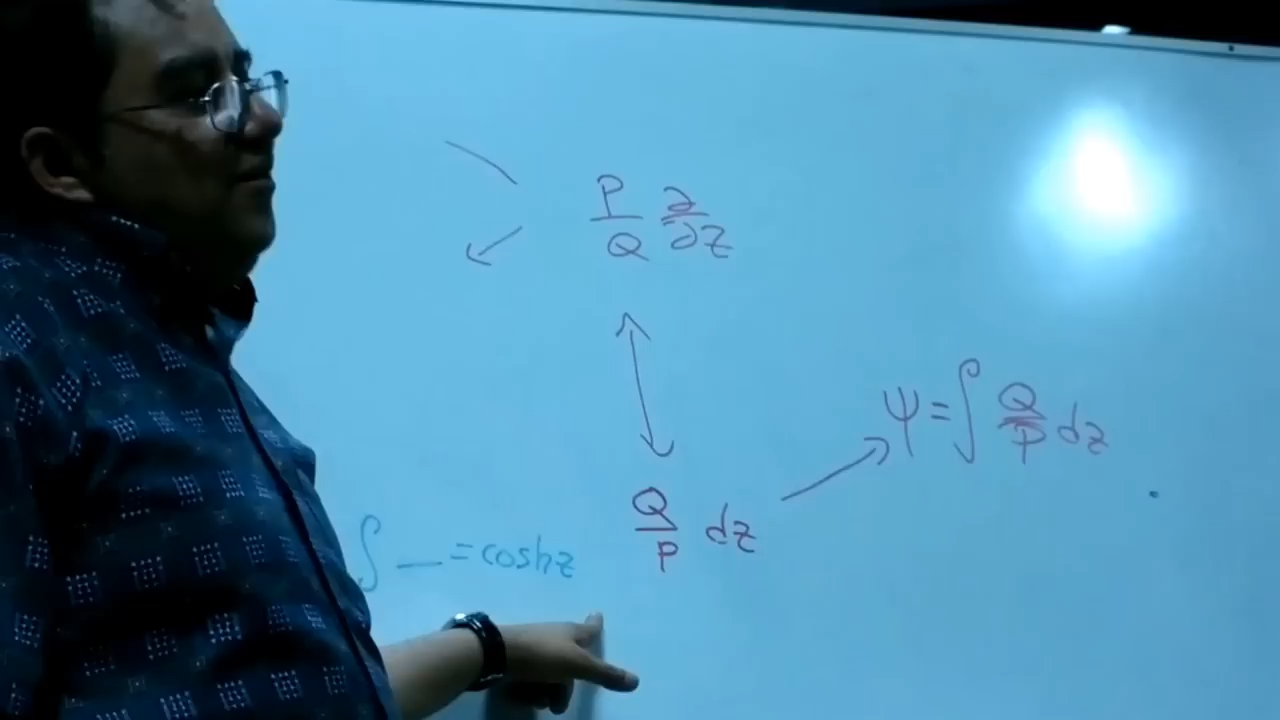 P/Q ∂/∂z
ψ = ∫ Q/P dz
Q/P dz
∫ — = cosh z